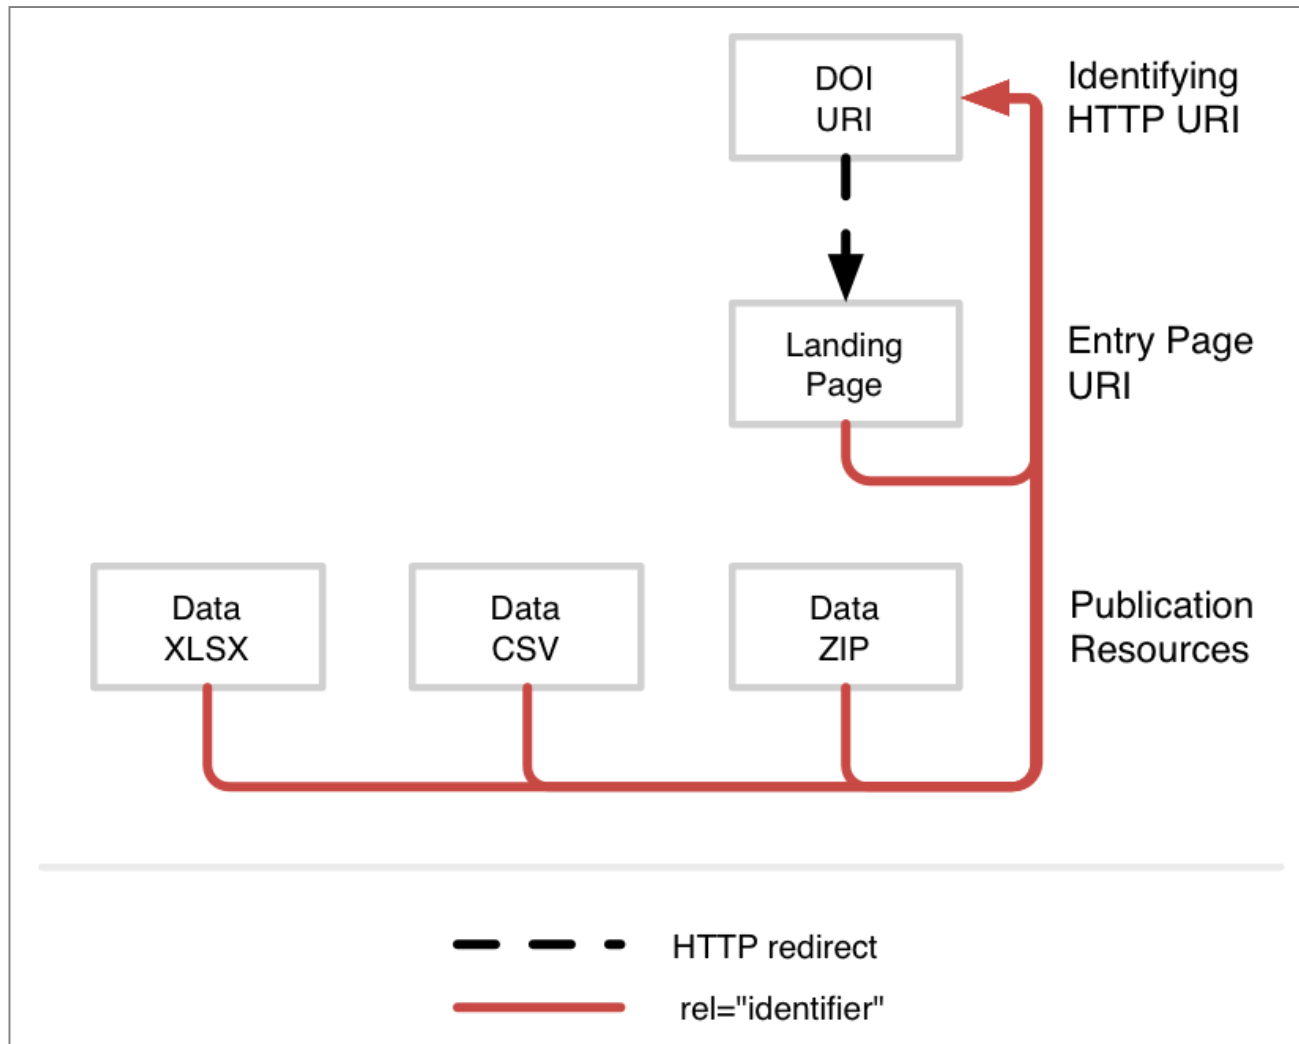 DOI
URI
Identifying
HTTP URI
Landing
Page
Entry Page
URI
Data
XLSX
Data
CSV
Data
ZIP
Publication
Resources
HTTP redirect
rel="identifier"